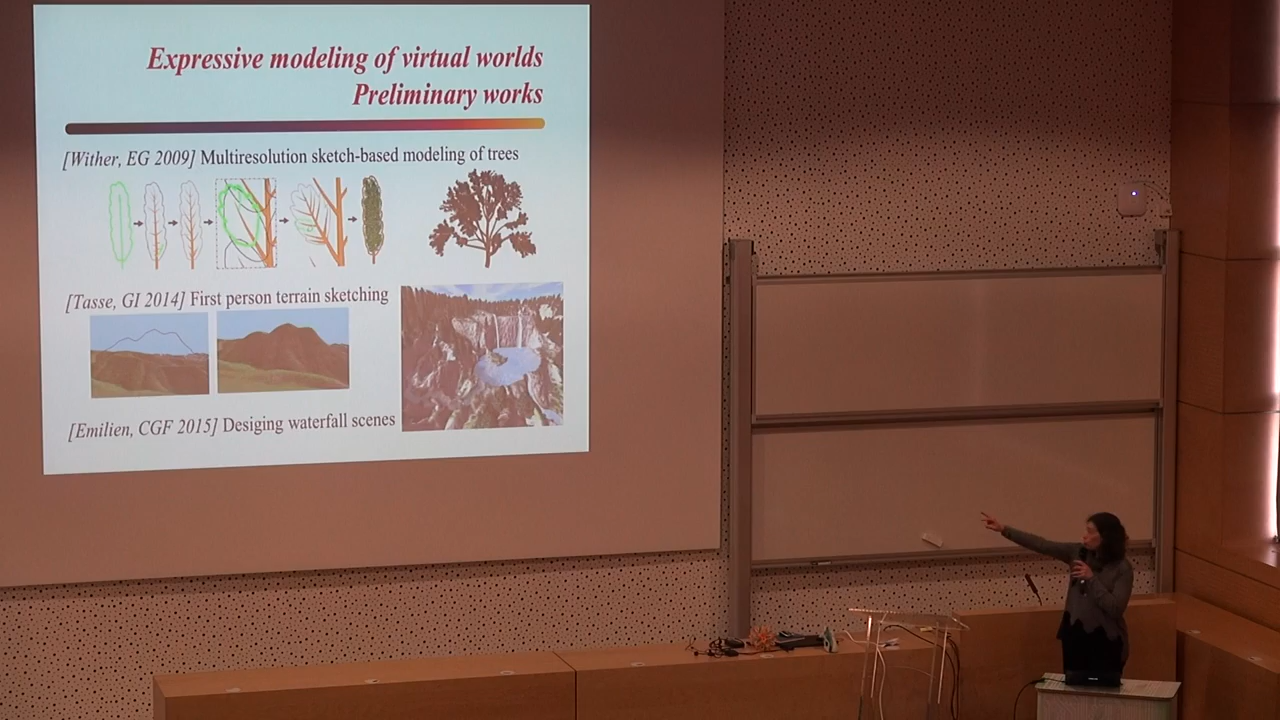 Expressive modeling of virtual worlds
Preliminary works
[Wither, EG 2009] Multiresolution sketch-based modeling of trees
[Tasse, GI 2014] First person terrain sketching
[Emilien, CGF 2015] Desiging waterfall scenes